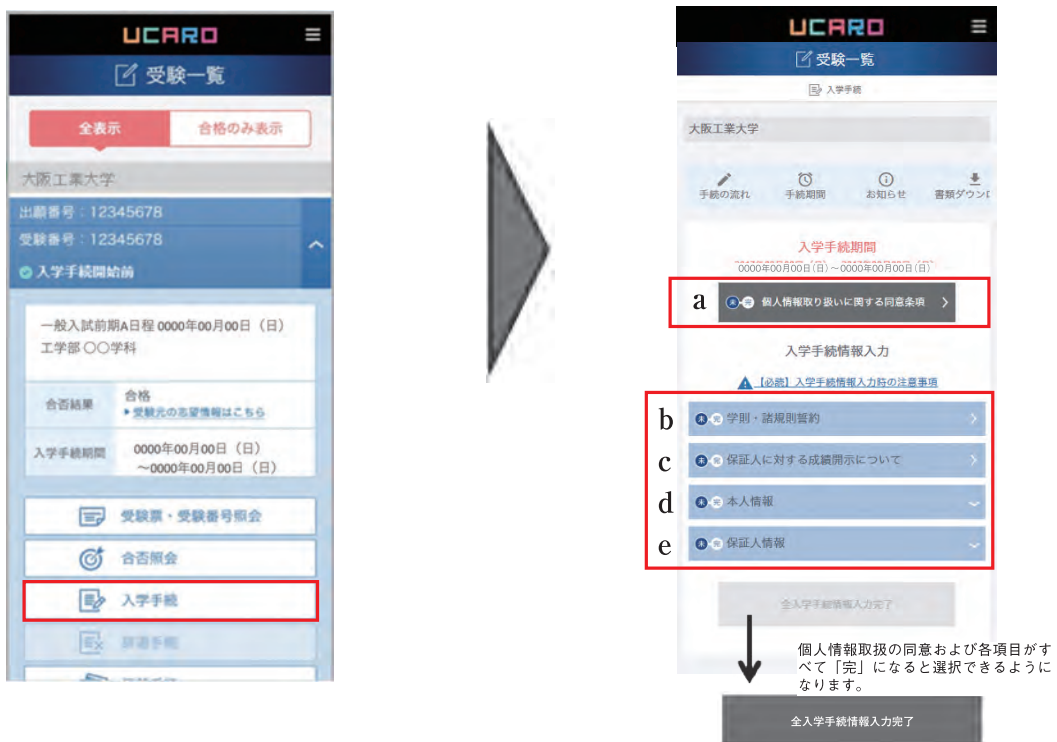 UCARO
受験一覧
全表示
合格のみ表示
大阪工業大学
出願番号：12345678
受験番号：12345678
入学手続開始前
一般入試前期A日程 0000年00月00日（日）
工学部 〇〇学科
合否結果
合格
受験元の志望情報はこちら
入学手続期間
0000年00月00日（日）
～0000年00月00日（日）
受験票・受験番号照会
合否照会
入学手続
辞退手続
UCARO
受験一覧
入学手続
大阪工業大学
手続の流れ
手続期間
お知らせ
書類ダウンロ
入学手続期間
0000年00月00日(日)～0000年00月00日(日)
a 未 完 個人情報取り扱いに関する同意条項
入学手続情報入力
【必読】入学手続情報入力時の注意事項
b 未 完 学則・諸規則誓約
c 未 完 保証人に対する成績開示について
d 未 完 本人情報
e 未 完 保証人情報
全入学手続情報入力完了
個人情報取扱の同意および各項目がす
べて「完」になると選択できるように
なります。
全入学手続情報入力完了